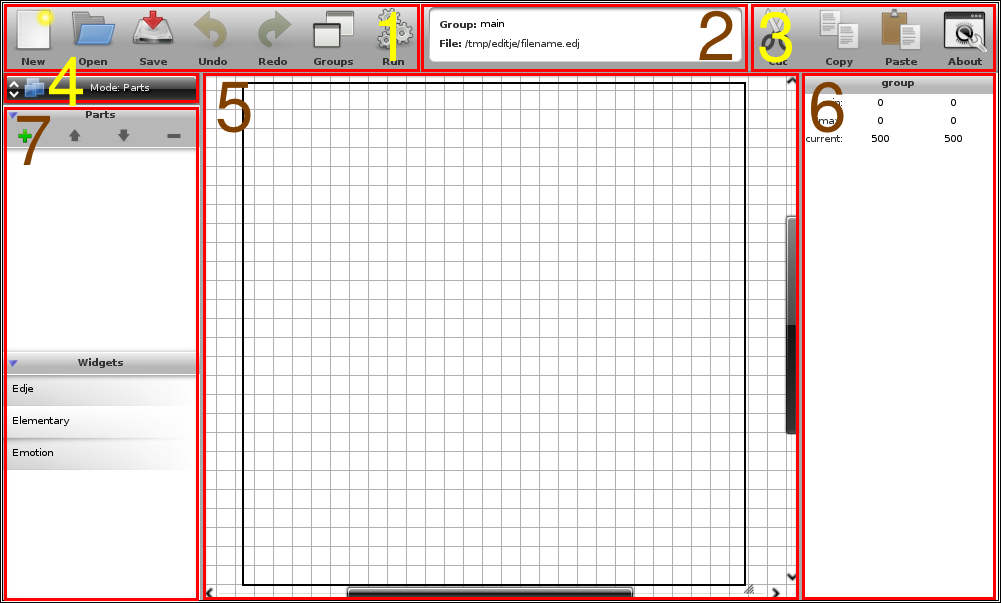 New Open Save Undo Redo Groups Run
1
Group: main
File: /tmp/editje/filename.edj
2
3
Cut Copy Paste About
4
Mode: Parts
7
Parts
Widgets
Edje
Elementary
Emotion
5
6
group
0 0
max: 0 0
current: 500 500